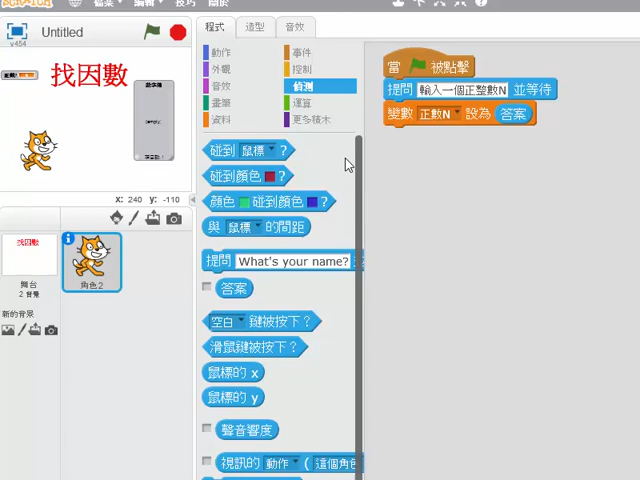 SCRATCH 檔案 編輯 技巧 關於
Untitled
v454
找因數
程式 造型 音效
動作 事件
外觀 控制
音效 偵測
畫筆 運算
資料 更多積木
當 被點擊
提問 輸入一個正整數N 並等待
變數 正數N 設為 答案
碰到 鼠標 ?
碰到顏色 ?
顏色 碰到顏色 ?
與 鼠標 的間距
提問 What's your name?
答案
空白 鍵被按下?
滑鼠鍵被按下?
鼠標的 x
鼠標的 y
聲音響度
視訊的 動作 ( 這個角色
x: 240 y: -110
找因數
舞台
2 背景
角色2
新的背景